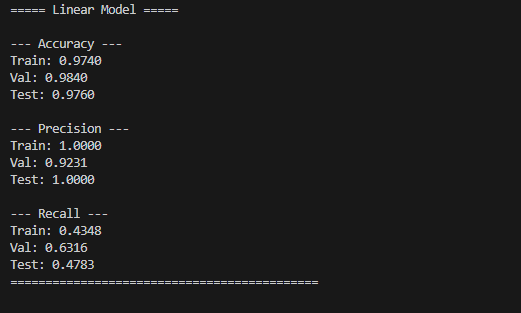 ===== Linear Model =====
--- Accuracy ---
Train: 0.9740
Val: 0.9840
Test: 0.9760
--- Precision ---
Train: 1.0000
Val: 0.9231
Test: 1.0000
--- Recall ---
Train: 0.4348
Val: 0.6316
Test: 0.4783
============================================